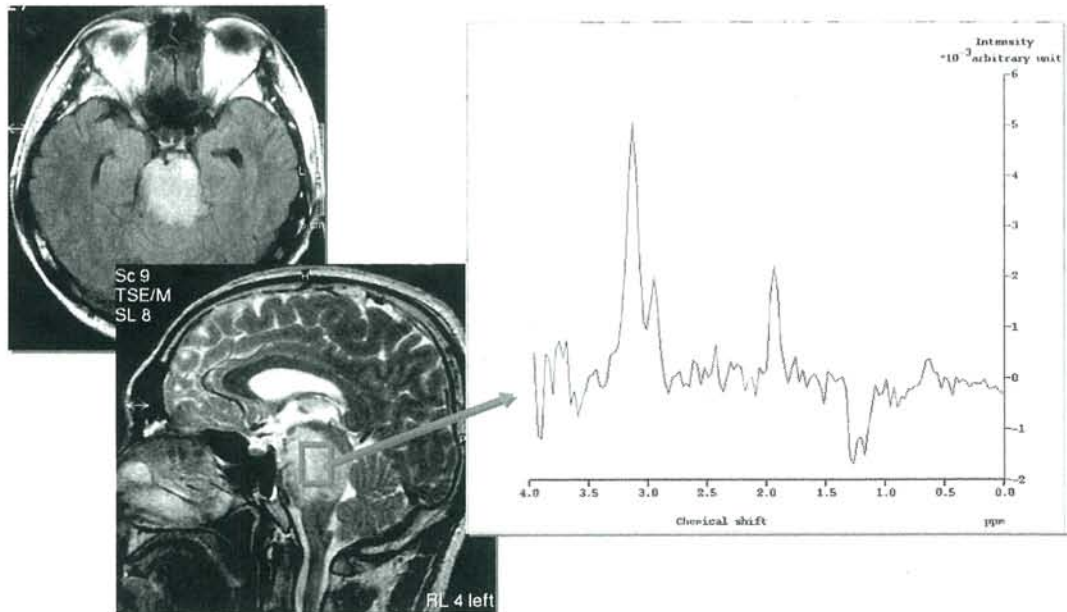 L
Sc 9
TSE/M
SL 8
H
RL 4 left
Intensity
*10⁻³ arbitrary unit
6
5
4
3
2
1
0
-1
-2
4.0 3.5 3.0 2.5 2.0 1.5 1.0 0.5 0.0
Chemical shift ppm